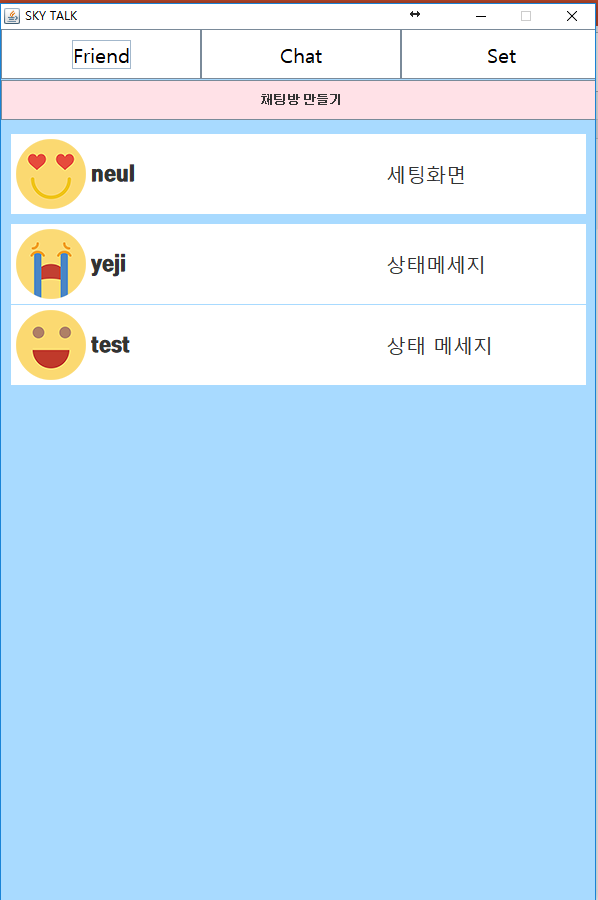 SKY TALK
Friend Chat Set
채팅방 만들기
neul 세팅화면
yeji 상태메세지
test 상태 메세지